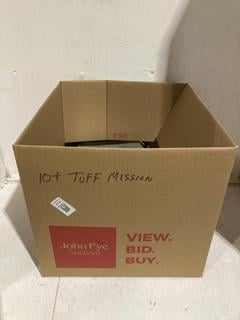 10+ TUFF MISSION
John Pye
Auctions
VIEW.
BID.
BUY.